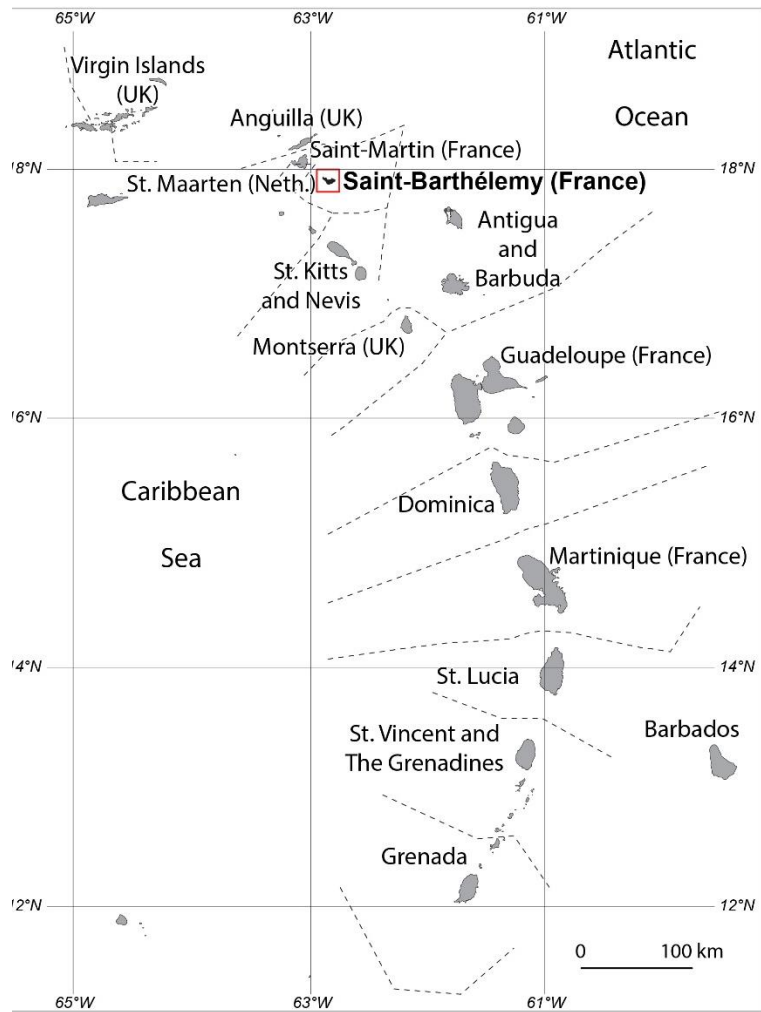 65°W
63°W
61°W
Atlantic
Ocean
Virgin Islands
(UK)
Anguilla (UK)
Saint-Martin (France)
18°N
18°N
St. Maarten (Neth.)
Saint-Barthélemy (France)
Antigua
and
Barbuda
St. Kitts
and Nevis
Montserra (UK)
Guadeloupe (France)
16°N
16°N
Caribbean
Sea
Dominica
Martinique (France)
14°N
14°N
St. Lucia
St. Vincent and
The Grenadines
Barbados
Grenada
12°N
12°N
0 100 km
65°W
63°W
61°W